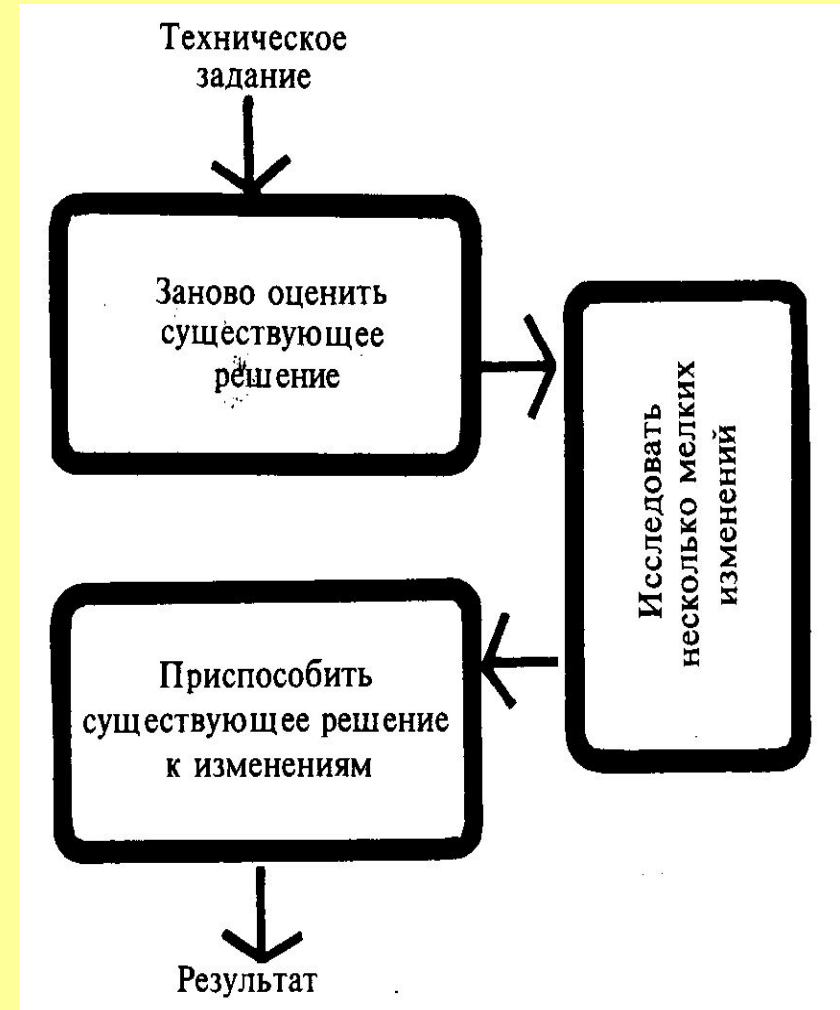 Техническое
задание
Заново оценить
существующее
решение
Исследовать
несколько мелких
изменений
Приспособить
существующее решение
к изменениям
Результат